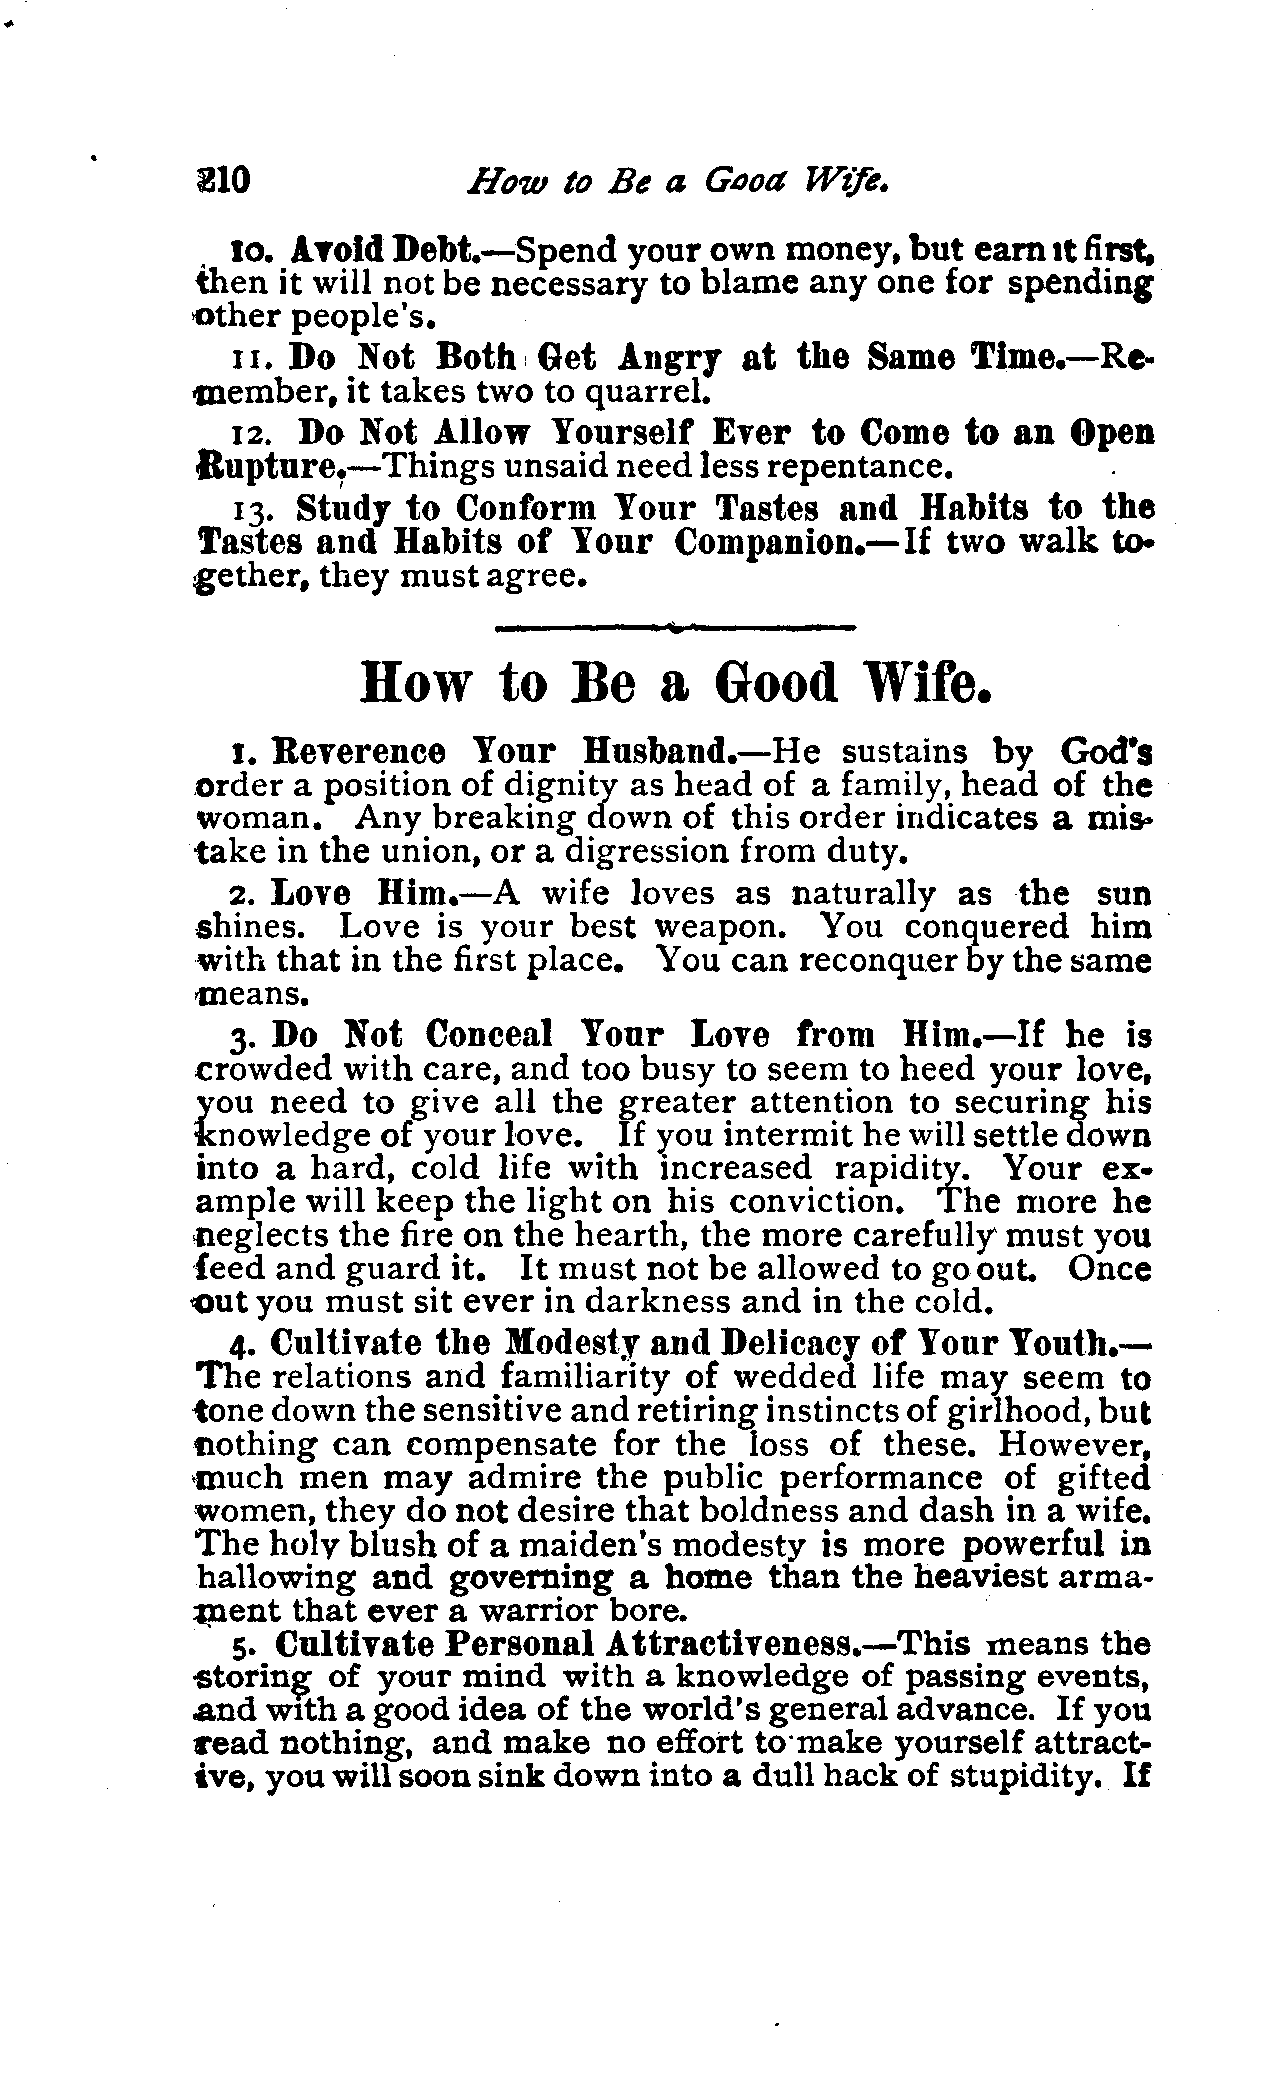 210 How to Be a Good Wife.
10. Avoid Debt.—Spend your own money, but earn it first,
then it will not be necessary to blame any one for spending
other people's.
11. Do Not Both Get Angry at the Same Time.—Re-
member, it takes two to quarrel.
12. Do Not Allow Yourself Ever to Come to an Open
Rupture.—Things unsaid need less repentance.
13. Study to Conform Your Tastes and Habits to the
Tastes and Habits of Your Companion.—If two walk to-
gether, they must agree.
How to Be a Good Wife.
1. Reverence Your Husband.—He sustains by God's
order a position of dignity as head of a family, head of the
woman. Any breaking down of this order indicates a mis-
take in the union, or a digression from duty.
2. Love Him.—A wife loves as naturally as the sun
shines. Love is your best weapon. You conquered him
with that in the first place. You can reconquer by the same
means.
3. Do Not Conceal Your Love from Him.—If he is
crowded with care, and too busy to seem to heed your love,
you need to give all the greater attention to securing his
knowledge of your love. If you intermit he will settle down
into a hard, cold life with increased rapidity. Your ex-
ample will keep the light on his conviction. The more he
neglects the fire on the hearth, the more carefully must you
feed and guard it. It must not be allowed to go out. Once
out you must sit ever in darkness and in the cold.
4. Cultivate the Modesty and Delicacy of Your Youth.—
The relations and familiarity of wedded life may seem to
tone down the sensitive and retiring instincts of girlhood, but
nothing can compensate for the loss of these. However,
much men may admire the public performance of gifted
women, they do not desire that boldness and dash in a wife.
The holy blush of a maiden's modesty is more powerful in
hallowing and governing a home than the heaviest arma-
ment that ever a warrior bore.
5. Cultivate Personal Attractiveness.—This means the
storing of your mind with a knowledge of passing events,
and with a good idea of the world's general advance. If you
read nothing, and make no effort to make yourself attract-
ive, you will soon sink down into a dull hack of stupidity. If